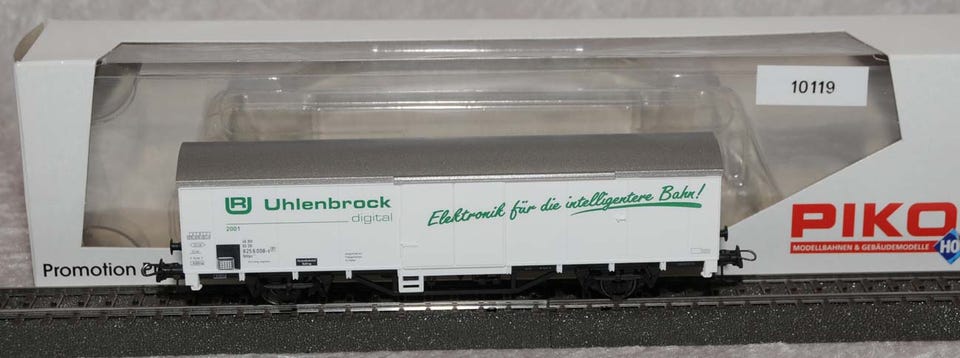 10119
PIKO
MODELLBAHNEN & GEBÄUDEMODELLE
H0
Promotion
Uhlenbrock
digital
2001
Elektronik für die intelligentere Bahn!